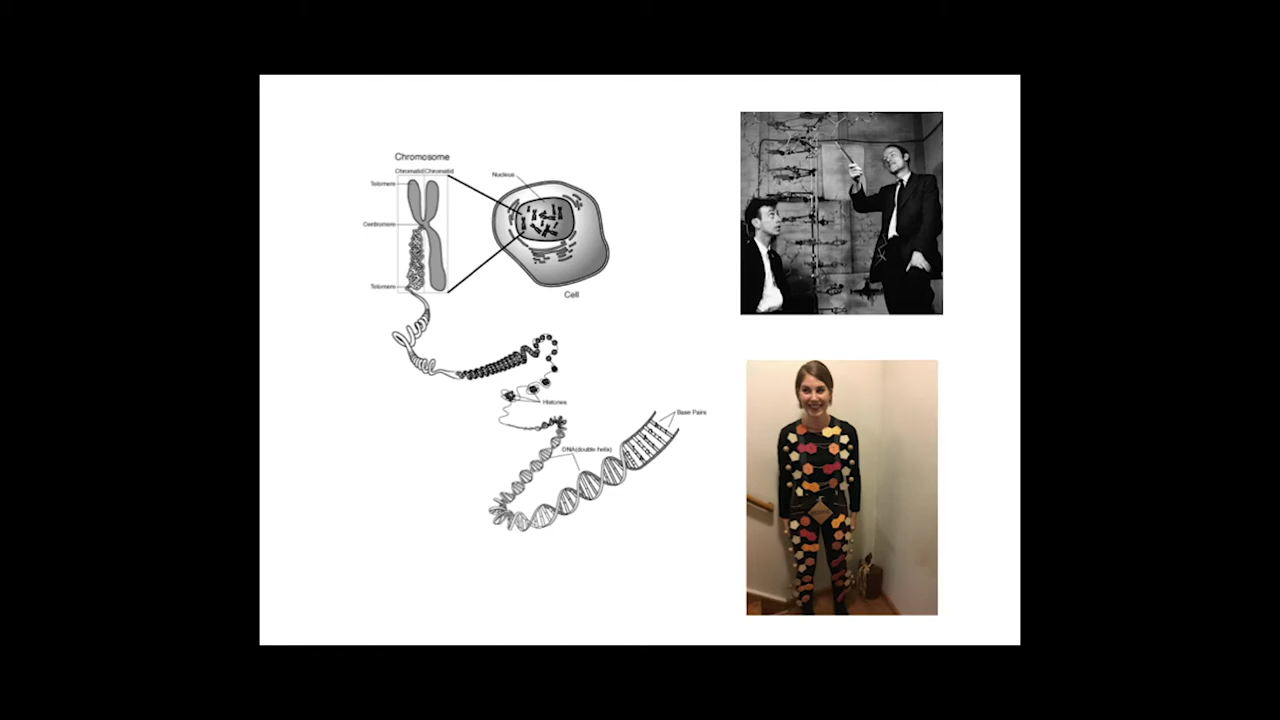 Chromosome
Chromatid Chromatid
Telomere
Nucleus
Centromere
Telomere
Cell
Histones
Base Pairs
DNA(double helix)